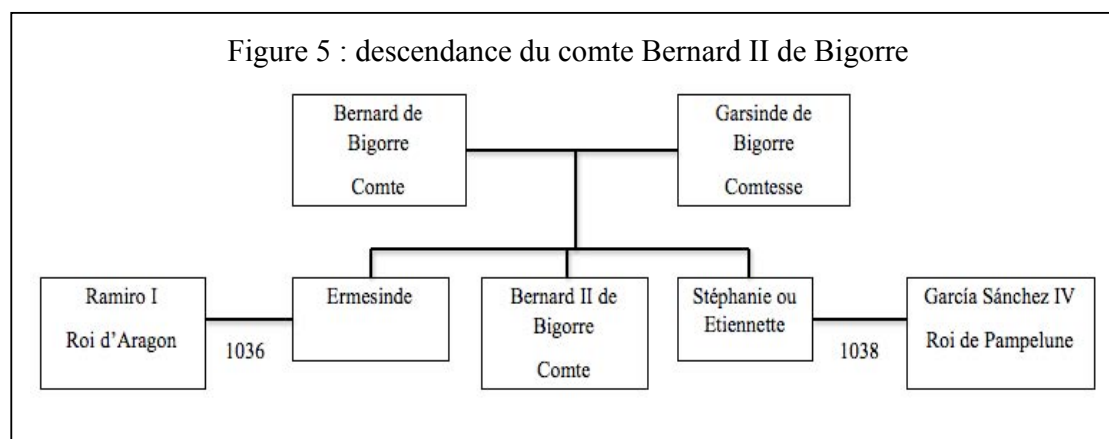 Figure 5 : descendance du comte Bernard II de Bigorre
Bernard de
Bigorre
Comte
Garsinde de
Bigorre
Comtesse
Ramiro I
Roi d’Aragon
1036
Ermesinde
Bernard II de
Bigorre
Comte
Stéphanie ou
Etiennette
1038
García Sánchez IV
Roi de Pampelune